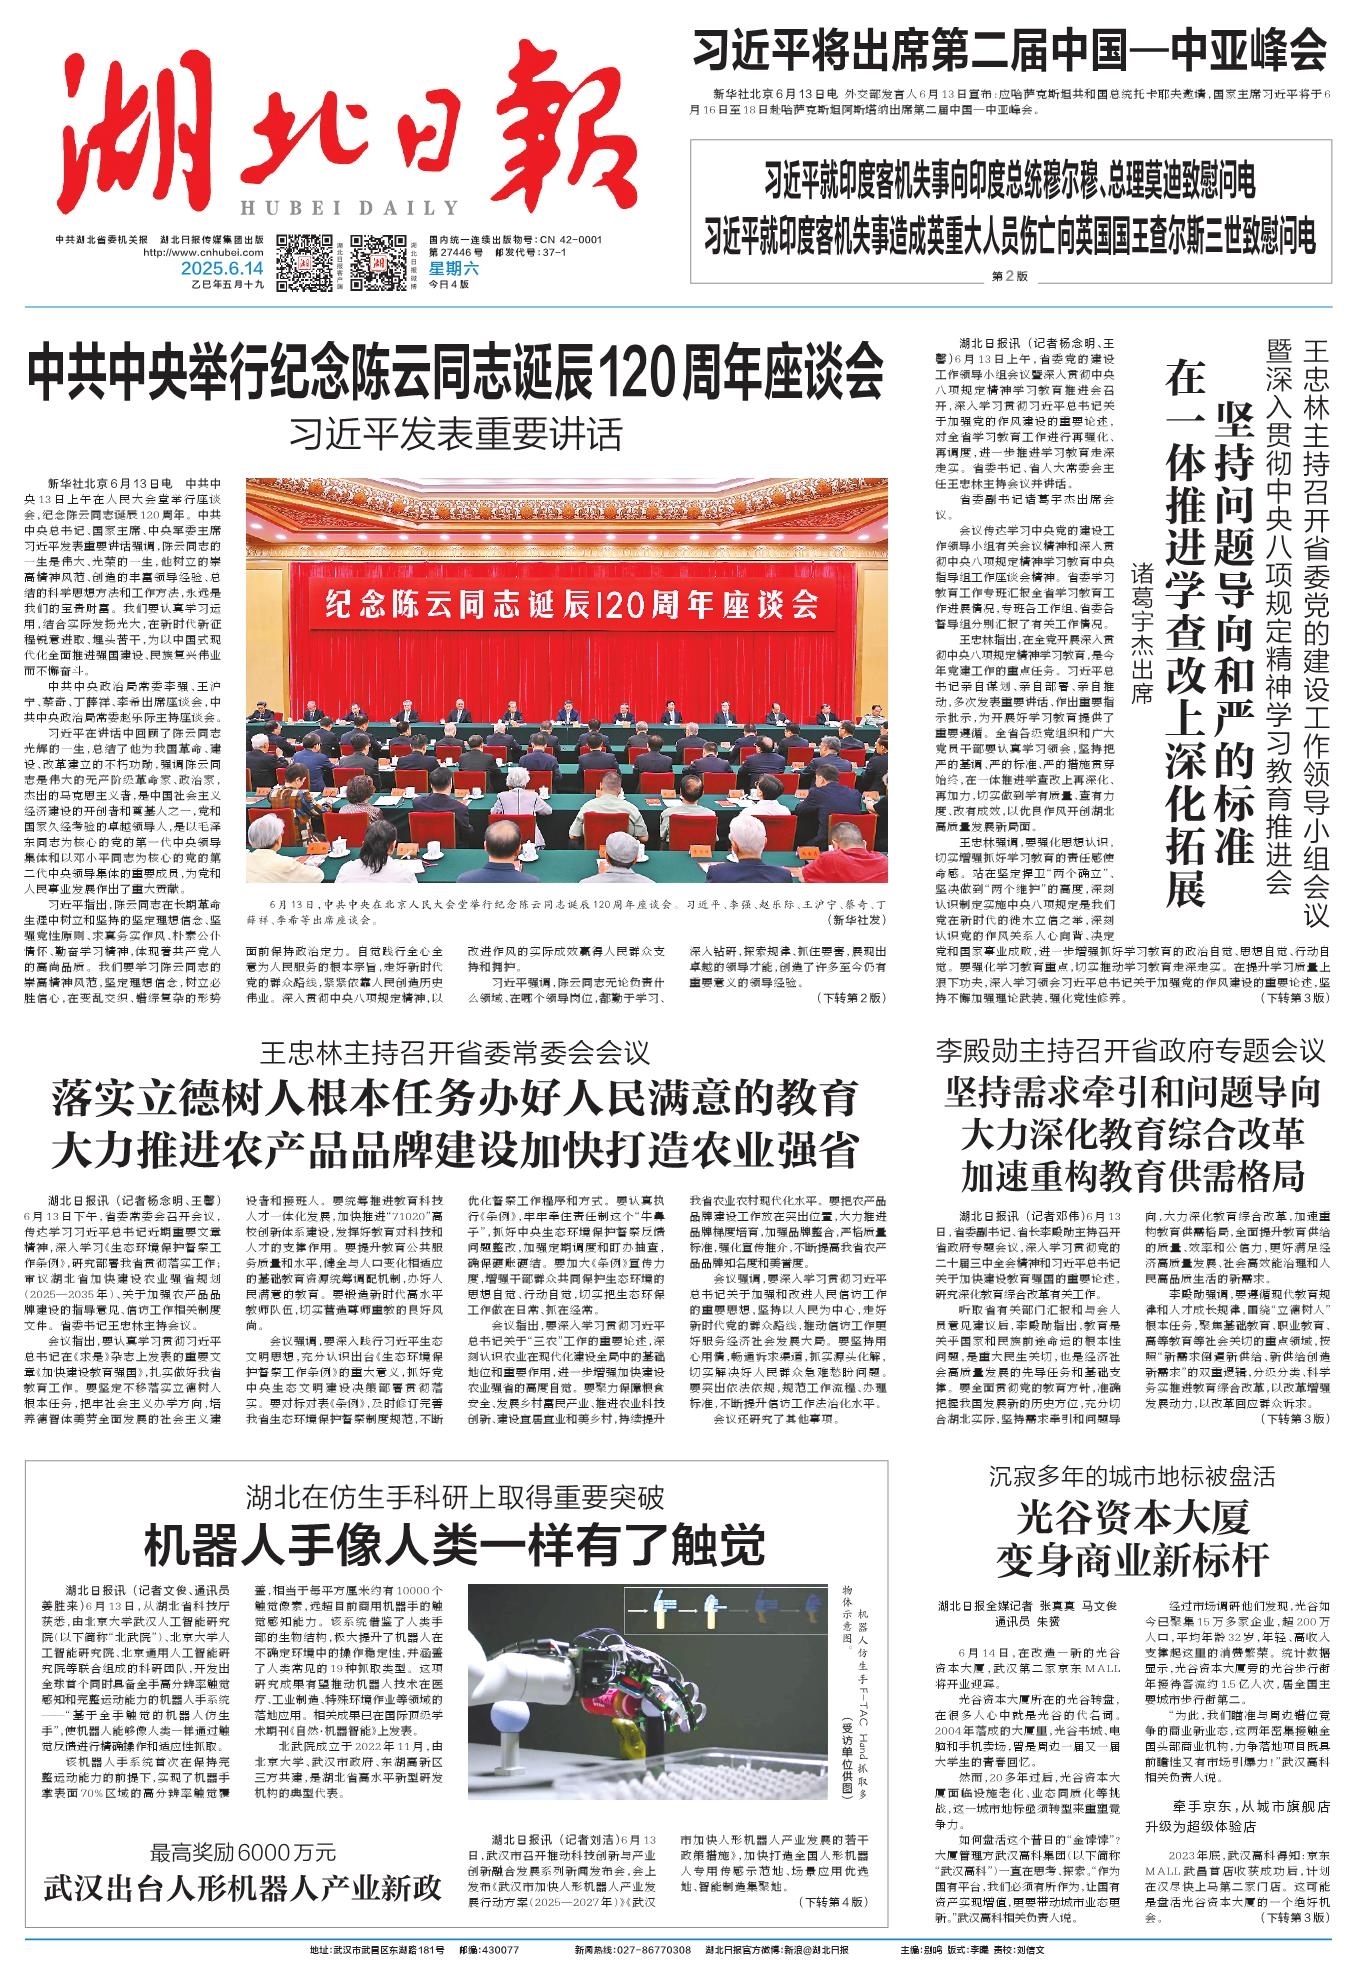 湖北日報
HUBEI DAILY
中共湖北省委机关报 湖北日报传媒集团出版
http://www.cnhubei.com
2025.6.14
乙巳年五月十九
湖北日报客户端
湖北日报微博
国内统一连续出版物号:CN 42-0001
第27446号 邮发代号:37-1
星期六
今日4版
习近平将出席第二届中国—中亚峰会
新华社北京6月13日电 外交部发言人6月13日宣布:应哈萨克斯坦共和国总统托卡耶夫邀请,国家主席习近平将于6
月16日至18日赴哈萨克斯坦阿斯塔纳出席第二届中国—中亚峰会。
习近平就印度客机失事向印度总统穆尔穆、总理莫迪致慰问电
习近平就印度客机失事造成英重大人员伤亡向英国国王查尔斯三世致慰问电
第2版
中共中央举行纪念陈云同志诞辰120周年座谈会
习近平发表重要讲话
新华社北京6月13日电 中共中
央13日上午在人民大会堂举行座谈
会,纪念陈云同志诞辰120周年。中共
中央总书记、国家主席、中央军委主席
习近平发表重要讲话强调,陈云同志的
一生是伟大、光荣的一生,他树立的崇
高精神风范、创造的丰富领导经验、总
结的科学思想方法和工作方法,永远是
我们的宝贵财富。我们要认真学习运
用,结合实际发扬光大,在新时代新征
程锐意进取、埋头苦干,为以中国式现
代化全面推进强国建设、民族复兴伟业
而不懈奋斗。
中共中央政治局常委李强、王沪
宁、蔡奇、丁薛祥、李希出席座谈会,中
共中央政治局常委赵乐际主持座谈会。
习近平在讲话中回顾了陈云同志
光辉的一生,总结了他为我国革命、建
设、改革建立的不朽功勋,强调陈云同
志是伟大的无产阶级革命家、政治家,
杰出的马克思主义者,是中国社会主义
经济建设的开创者和奠基人之一,党和
国家久经考验的卓越领导人,是以毛泽
东同志为核心的党的第一代中央领导
集体和以邓小平同志为核心的党的第
二代中央领导集体的重要成员,为党和
人民事业发展作出了重大贡献。
习近平指出,陈云同志在长期革命
生涯中树立和坚持的坚定理想信念、坚
强党性原则、求真务实作风、朴素公仆
情怀、勤奋学习精神,体现着共产党人
的高尚品质。我们要学习陈云同志的
崇高精神风范,坚定理想信念,树立必
胜信心,在变乱交织、错综复杂的形势
纪念陈云同志诞辰120周年座谈会
6月13日,中共中央在北京人民大会堂举行纪念陈云同志诞辰120周年座谈会。习近平、李强、赵乐际、王沪宁、蔡奇、丁
薛祥、李希等出席座谈会。 (新华社发)
面前保持政治定力。自觉践行全心全
意为人民服务的根本宗旨,走好新时代
党的群众路线,紧紧依靠人民创造历史
伟业。深入贯彻中央八项规定精神,以
改进作风的实际成效赢得人民群众支
持和拥护。
习近平强调,陈云同志无论负责什
么领域、在哪个领导岗位,都勤于学习、
深入钻研,探索规律、抓住要害,展现出
卓越的领导才能,创造了许多至今仍有
重要意义的领导经验。
(下转第2版)
王忠林主持召开省委党的建设工作领导小组会议
暨深入贯彻中央八项规定精神学习教育推进会
坚持问题导向和严的标准
在一体推进学查改上深化拓展
诸葛宇杰出席
湖北日报讯(记者杨念明、王
馨)6月13日上午,省委党的建设
工作领导小组会议暨深入贯彻中央
八项规定精神学习教育推进会召
开,深入学习贯彻习近平总书记关
于加强党的作风建设的重要论述,
对全省学习教育工作进行再强化、
再调度,进一步推进学习教育走深
走实。省委书记、省人大常委会主
任王忠林主持会议并讲话。
省委副书记诸葛宇杰出席会
议。
会议传达学习中央党的建设工
作领导小组有关会议精神和深入贯
彻中央八项规定精神学习教育中央
指导组工作座谈会精神。省委学习
教育工作专班汇报全省学习教育工
作进展情况,专班各工作组、省委各
督导组分别汇报了有关工作情况。
王忠林指出,在全党开展深入贯
彻中央八项规定精神学习教育,是今
年党建工作的重点任务。习近平总
书记亲自谋划、亲自部署、亲自推
动,多次发表重要讲话、作出重要指
示批示,为开展好学习教育提供了
重要遵循。全省各级党组织和广大
党员干部要认真学习领会,坚持把
严的基调、严的标准、严的措施贯穿
始终,在一体推进学查改上再深化、
再加力,切实做到学有质量、查有力
度、改有成效,以优良作风开创湖北
高质量发展新局面。
王忠林强调,要强化思想认识,
切实增强抓好学习教育的责任感使
命感。站在坚定捍卫“两个确立”、
坚决做到“两个维护”的高度,深刻
认识制定实施中央八项规定是我们
党在新时代的徙木立信之举,深刻
认识党的作风关系人心向背、决定
党和国家事业成败,进一步增强抓好学习教育的政治自觉、思想自觉、行动自
觉。要强化学习教育重点,切实推动学习教育走深走实。在提升学习质量上
狠下功夫,深入学习领会习近平总书记关于加强党的作风建设的重要论述,坚
持不懈加强理论武装,强化党性修养。 (下转第3版)
王忠林主持召开省委常委会会议
落实立德树人根本任务办好人民满意的教育
大力推进农产品品牌建设加快打造农业强省
湖北日报讯(记者杨念明、王馨)
6月13日下午,省委常委会召开会议,
传达学习习近平总书记近期重要文章
精神,深入学习《生态环境保护督察工
作条例》,研究部署我省贯彻落实工作;
审议湖北省加快建设农业强省规划
(2025—2035年)、关于加强农产品品
牌建设的指导意见、信访工作相关制度
文件。省委书记王忠林主持会议。
会议指出,要认真学习贯彻习近平
总书记在《求是》杂志上发表的重要文
章《加快建设教育强国》,扎实做好我省
教育工作。要坚定不移落实立德树人
根本任务,把牢社会主义办学方向,培
养德智体美劳全面发展的社会主义建
设者和接班人。要统筹推进教育科技
人才一体化发展,加快推进“71020”高
校创新体系建设,发挥好教育对科技和
人才的支撑作用。要提升教育公共服
务质量和水平,健全与人口变化相适应
的基础教育资源统筹调配机制,办好人
民满意的教育。要锻造新时代高水平
教师队伍,切实营造尊师重教的良好风
尚。
会议强调,要深入践行习近平生态
文明思想,充分认识出台《生态环境保
护督察工作条例》的重大意义,抓好党
中央生态文明建设决策部署贯彻落
实。要对标对表《条例》,及时修订完善
我省生态环境保护督察制度规范,不断
优化督察工作程序和方式。要认真执
行《条例》,牢牢牵住责任制这个“牛鼻
子”,抓好中央生态环境保护督察反馈
问题整改,加强定期调度和盯办抽查,
确保硬账硬结。要加大《条例》宣传力
度,增强干部群众共同保护生态环境的
思想自觉、行动自觉,切实把生态环保
工作做在日常、抓在经常。
会议指出,要深入学习贯彻习近平
总书记关于“三农”工作的重要论述,深
刻认识农业在现代化建设全局中的基础
地位和重要作用,进一步增强加快建设
农业强省的高度自觉。要聚力保障粮食
安全、发展乡村富民产业、推进农业科技
创新、建设宜居宜业和美乡村,持续提升
我省农业农村现代化水平。要把农产品
品牌建设工作放在突出位置,大力推进
品牌梯度培育,加强品牌整合,严格质量
标准,强化宣传推介,不断提高我省农产
品品牌知名度和美誉度。
会议强调,要深入学习贯彻习近平
总书记关于加强和改进人民信访工作
的重要思想,坚持以人民为中心,走好
新时代党的群众路线,推动信访工作更
好服务经济社会发展大局。要坚持用
心用情,畅通诉求渠道,抓实源头化解,
切实解决好人民群众急难愁盼问题。
要突出依法依规,规范工作流程、办理
标准,不断提升信访工作法治化水平。
会议还研究了其他事项。
李殿勋主持召开省政府专题会议
坚持需求牵引和问题导向
大力深化教育综合改革
加速重构教育供需格局
湖北日报讯(记者邓伟)6月13
日,省委副书记、省长李殿勋主持召开
省政府专题会议,深入学习贯彻党的
二十届三中全会精神和习近平总书记
关于加快建设教育强国的重要论述,
研究深化教育综合改革有关工作。
听取省有关部门汇报和与会人
员意见建议后,李殿勋指出,教育是
关乎国家和民族前途命运的根本性
问题,是重大民生关切,也是经济社
会高质量发展的先导任务和基础支
撑。要全面贯彻党的教育方针,准确
把握我国发展新的历史方位,充分切
合湖北实际,坚持需求牵引和问题导
向,大力深化教育综合改革,加速重
构教育供需格局,全面提升教育供给
的质量、效率和公信力,更好满足经
济高质量发展、社会高效能治理和人
民高品质生活的新需求。
李殿勋强调,要遵循现代教育规
律和人才成长规律,围绕“立德树人”
根本任务,聚焦基础教育、职业教育、
高等教育等社会关切的重点领域,按
照“新需求倒逼新供给、新供给创造
新需求”的双重逻辑,分级分类、科学
务实推进教育综合改革,以改革增强
发展动力,以改革回应群众诉求。
(下转第3版)
湖北在仿生手科研上取得重要突破
机器人手像人类一样有了触觉
湖北日报讯(记者文俊、通讯员
姜胜来)6月13日,从湖北省科技厅
获悉,由北京大学武汉人工智能研究
院(以下简称“北武院”)、北京大学人
工智能研究院、北京通用人工智能研
究院等联合组成的科研团队,开发出
全球首个同时具备全手高分辨率触觉
感知和完整运动能力的机器人手系统
——“基于全手触觉的机器人仿生
手”,使机器人能够像人类一样通过触
觉反馈进行精确操作和适应性抓取。
该机器人手系统首次在保持完
整运动能力的前提下,实现了机器手
掌表面70%区域的高分辨率触觉覆
盖,相当于每平方厘米约有10000个
触觉像素,远超目前商用机器手的触
觉感知能力。该系统借鉴了人类手
部的生物结构,极大提升了机器人在
不确定环境中的操作稳定性,并涵盖
了人类常见的19种抓取类型。这项
研究成果有望推动机器人技术在医
疗、工业制造、特殊环境作业等领域的
落地应用。相关成果已在国际顶级学
术期刊《自然·机器智能》上发表。
北武院成立于2022年11月,由
北京大学、武汉市政府、东湖高新区
三方共建,是湖北省高水平新型研发
机构的典型代表。
机器人仿生手F-TAC Hand抓取多
物体示意图。
(受访单位供图)
最高奖励6000万元
武汉出台人形机器人产业新政
湖北日报讯(记者刘洁)6月13
日,武汉市召开推动科技创新与产业
创新融合发展系列新闻发布会,会上
发布《武汉市加快人形机器人产业发
展行动方案(2025—2027年)》《武汉
市加快人形机器人产业发展的若干
政策措施》,加快打造全国人形机器
人专用传感示范地、场景应用优选
地、智能制造集聚地。
(下转第4版)
沉寂多年的城市地标被盘活
光谷资本大厦
变身商业新标杆
湖北日报全媒记者 张真真 马文俊
通讯员 朱赟
6月14日,在改造一新的光谷
资本大厦,武汉第二家京东MALL
将开业迎宾。
光谷资本大厦所在的光谷转盘,
在很多人心中就是光谷的代名词。
2004年落成的大厦里,光谷书城、电
脑和手机卖场,曾是周边一届又一届
大学生的青春回忆。
然而,20多年过后,光谷资本大
厦面临设施老化、业态同质化等挑
战,这一城市地标亟须转型来重塑竞
争力。
如何盘活这个昔日的“金饽饽”?
大厦管理方武汉高科集团(以下简称
“武汉高科”)一直在思考、探索。“作为
国有平台,我们必须有所作为,让国有
资产实现增值,更要带动城市业态更
新。”武汉高科相关负责人说。
经过市场调研他们发现,光谷如
今已聚集15万多家企业,超200万
人口,平均年龄32岁,年轻、高收入
支撑起这里的消费繁荣。统计数据
显示,光谷资本大厦旁的光谷步行街
年接待客流约1.5亿人次,居全国主
要城市步行街第二。
“为此,我们瞄准与周边错位竞
争的商业新业态,这两年密集接触全
国头部商业机构,力争落地项目既具
前瞻性又有市场引爆力!”武汉高科
相关负责人说。
牵手京东,从城市旗舰店
升级为超级体验店
2023年底,武汉高科得知:京东
MALL武昌首店收获成功后,计划
在汉尽快上马第二家门店。这可能
是盘活光谷资本大厦的一个绝好机
会。 (下转第3版)
地址:武汉市武昌区东湖路181号 邮编:430077 新闻热线:027-86770308 湖北日报官方微博:新浪@湖北日报 主编:别鸣 版式:李曙 责校:刘信文